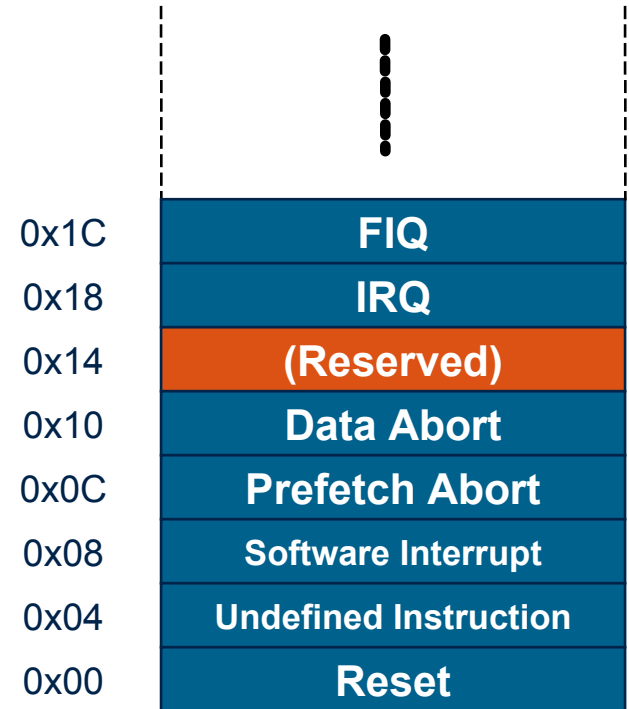 0x1C FIQ
0x18 IRQ
0x14 (Reserved)
0x10 Data Abort
0x0C Prefetch Abort
0x08 Software Interrupt
0x04 Undefined Instruction
0x00 Reset